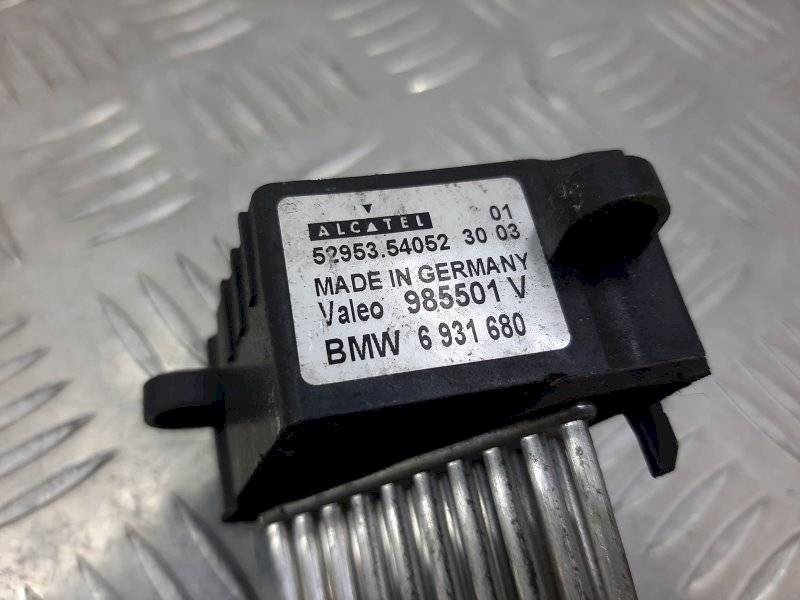 ALCATEL 01
52953.54052 30 03
MADE IN GERMANY
Valeo 985501 V
BMW 6 931 680